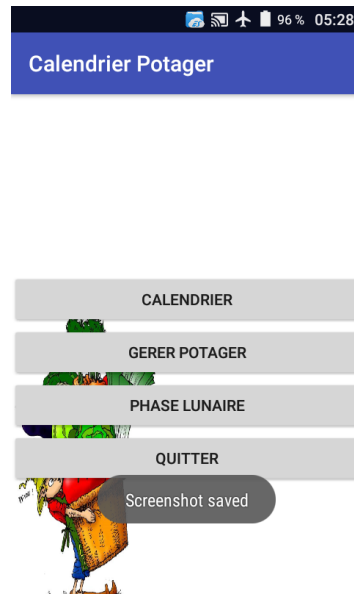 96 % 05:28
Calendrier Potager
CALENDRIER
GERER POTAGER
PHASE LUNAIRE
QUITTER
Screenshot saved